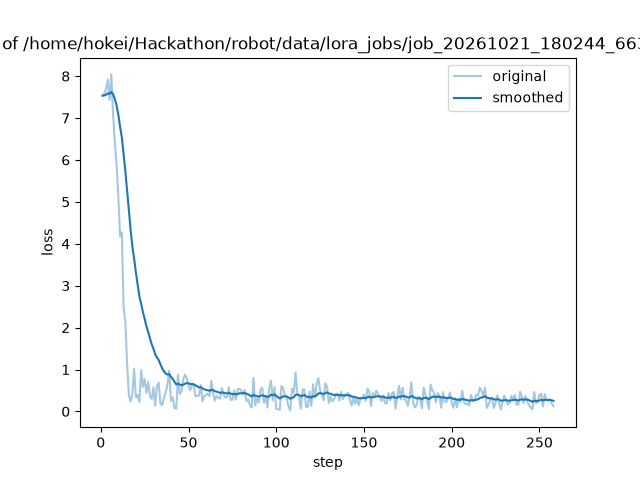 of /home/hokei/Hackathon/robot/data/lora_jobs/job_20261021_180244_663
original
smoothed
loss
8
7
6
5
4
3
2
1
0
0 50 100 150 200 250
step